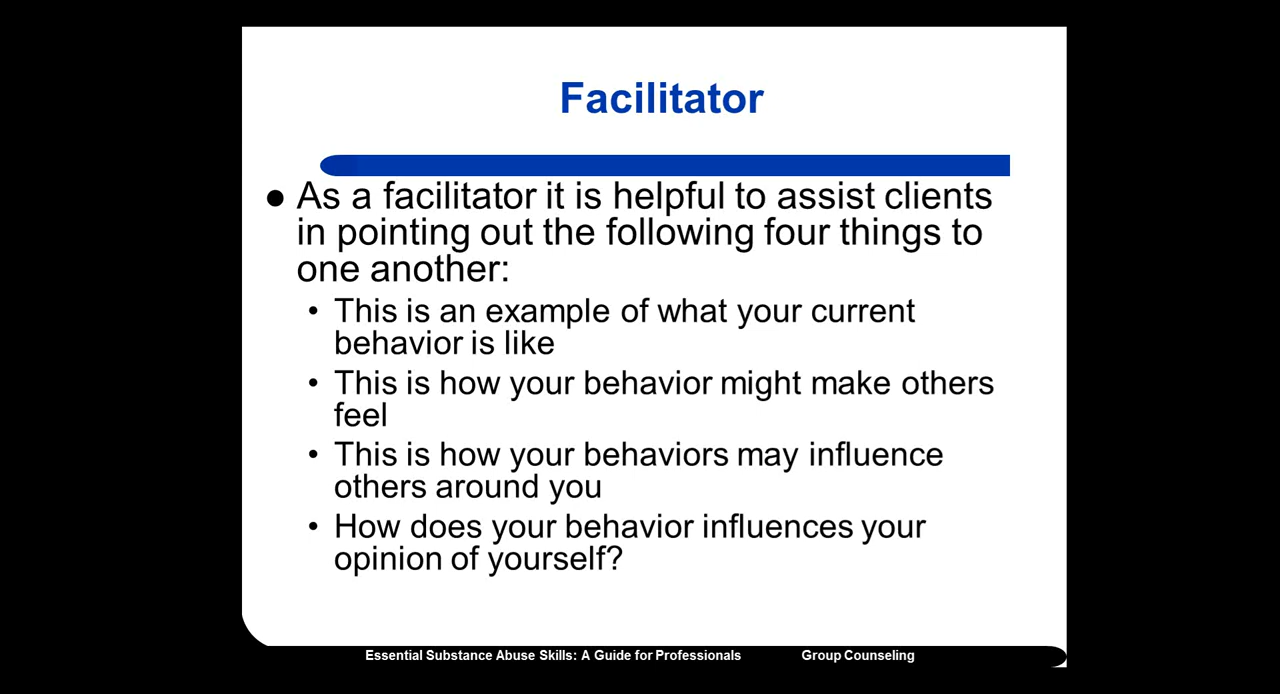 Facilitator
● As a facilitator it is helpful to assist clients
in pointing out the following four things to
one another:
• This is an example of what your current
behavior is like
• This is how your behavior might make others
feel
• This is how your behaviors may influence
others around you
• How does your behavior influences your
opinion of yourself?
Essential Substance Abuse Skills: A Guide for Professionals Group Counseling